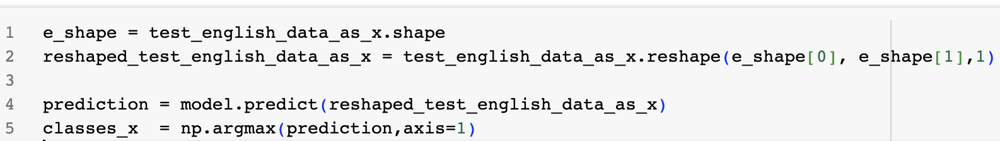 1 e_shape = test_english_data_as_x.shape
2 reshaped_test_english_data_as_x = test_english_data_as_x.reshape(e_shape[0], e_shape[1],1)
3
4 prediction = model.predict(reshaped_test_english_data_as_x)
5 classes_x  = np.argmax(prediction,axis=1)